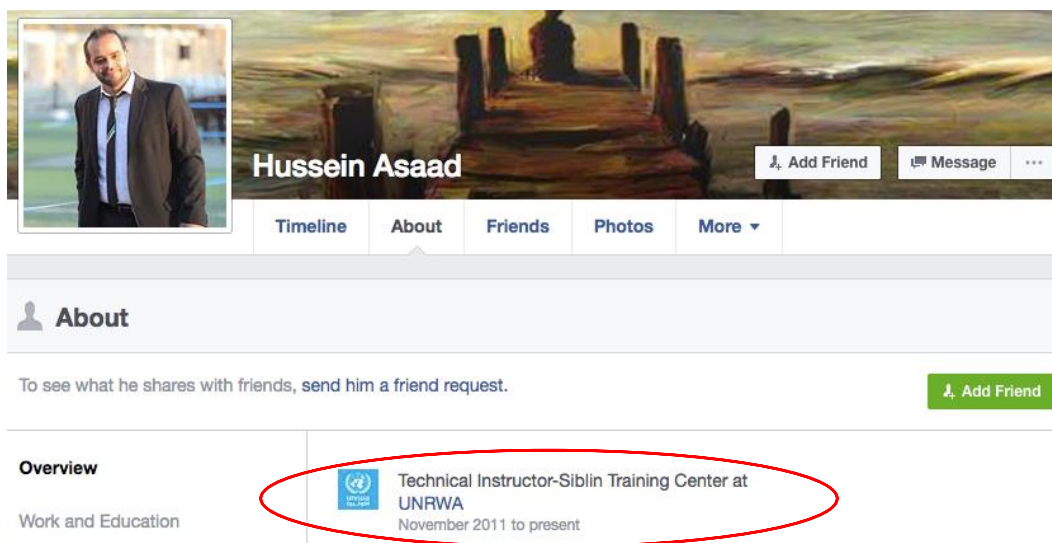 Hussein Asaad
Add Friend
Message
...
Timeline
About
Friends
Photos
More
About
To see what he shares with friends, send him a friend request.
Add Friend
Overview
Work and Education
Technical Instructor-Siblin Training Center at
UNRWA
November 2011 to present